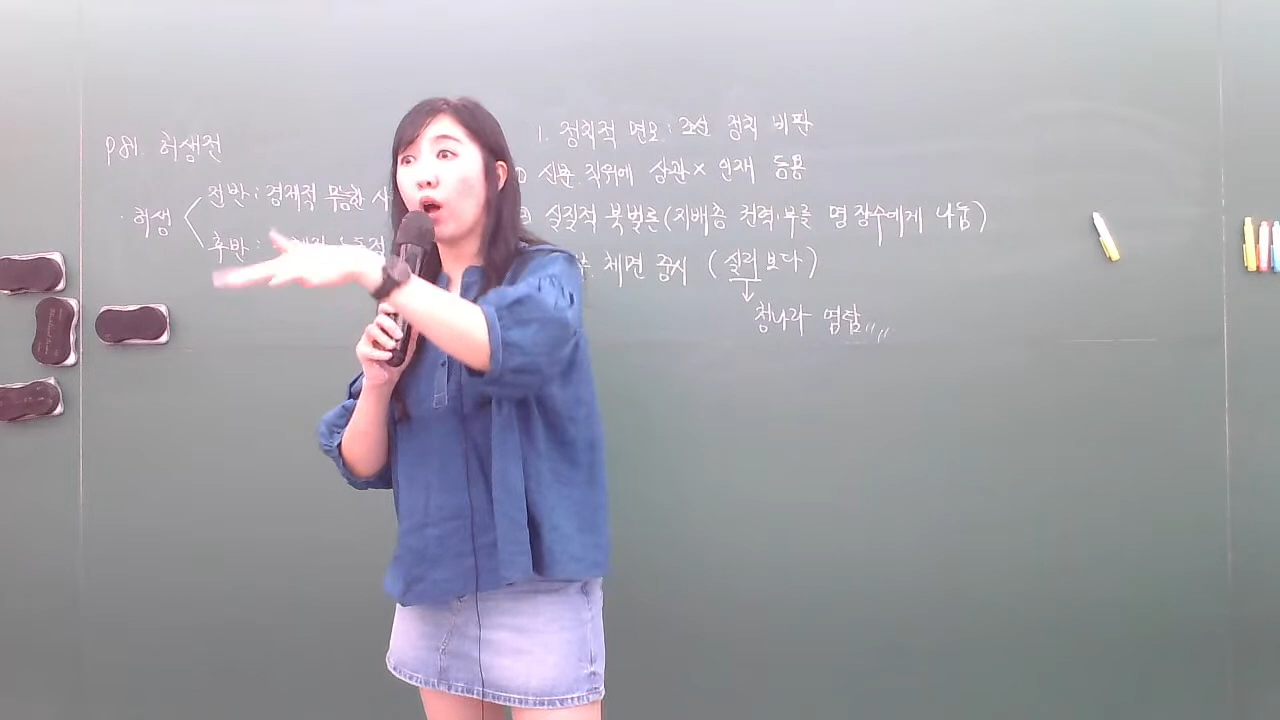 P81. 허생전
· 허생
전반 : 경제적 무능한 사
후반 :
1. 정치적 면모 : 조선 정치 비판
① 신분·직위에 상관× 인재 등용
② 실질적 북벌론(지배층 권력·부를 명 장수에게 나눔)
체면 중시 (실리보다)
↓
청나라 염탐